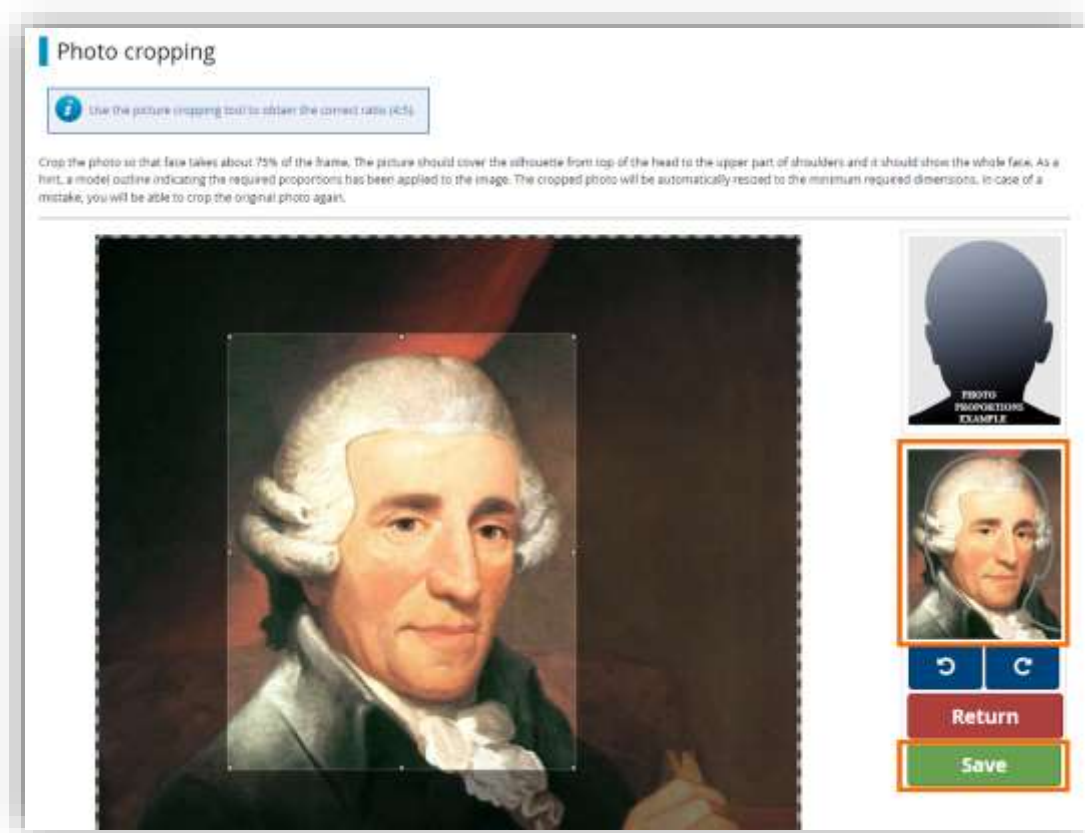 Photo cropping
Use the picture cropping tool to obtain the correct ratio (4:5).
Crop the photo so that face takes about 75% of the frame. The picture should cover the silhouette from top of the head to the upper part of shoulders and it should show the whole face. As a
hint, a model outline indicating the required proportions has been applied to the image. The cropped photo will be automatically resized to the minimum required dimensions. In case of a
mistake, you will be able to crop the original photo again.
PHOTO
PROPORTIONS
EXAMPLE
Return
Save